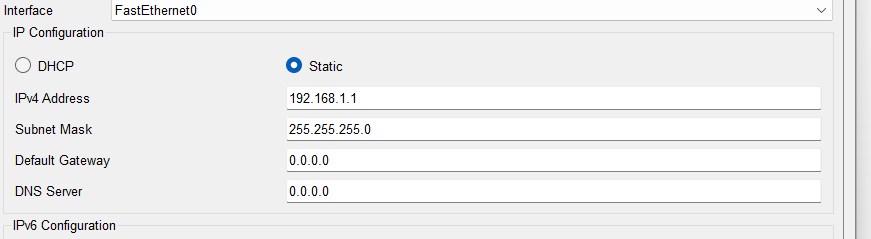 Interface FastEthernet0
IP Configuration
DHCP Static
IPv4 Address 192.168.1.1
Subnet Mask 255.255.255.0
Default Gateway 0.0.0.0
DNS Server 0.0.0.0
IPv6 Configuration